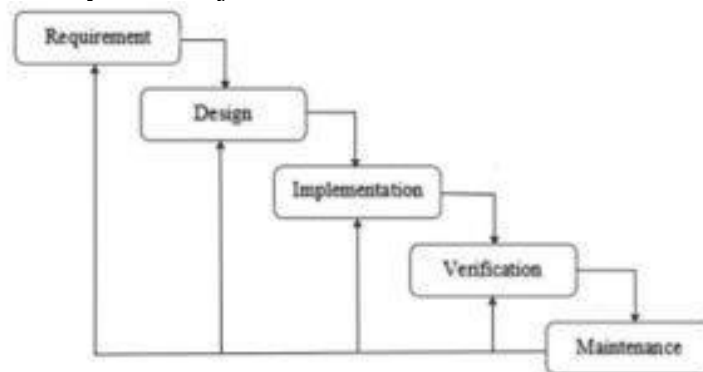 Requirement
Design
Implementation
Verification
Maintenance